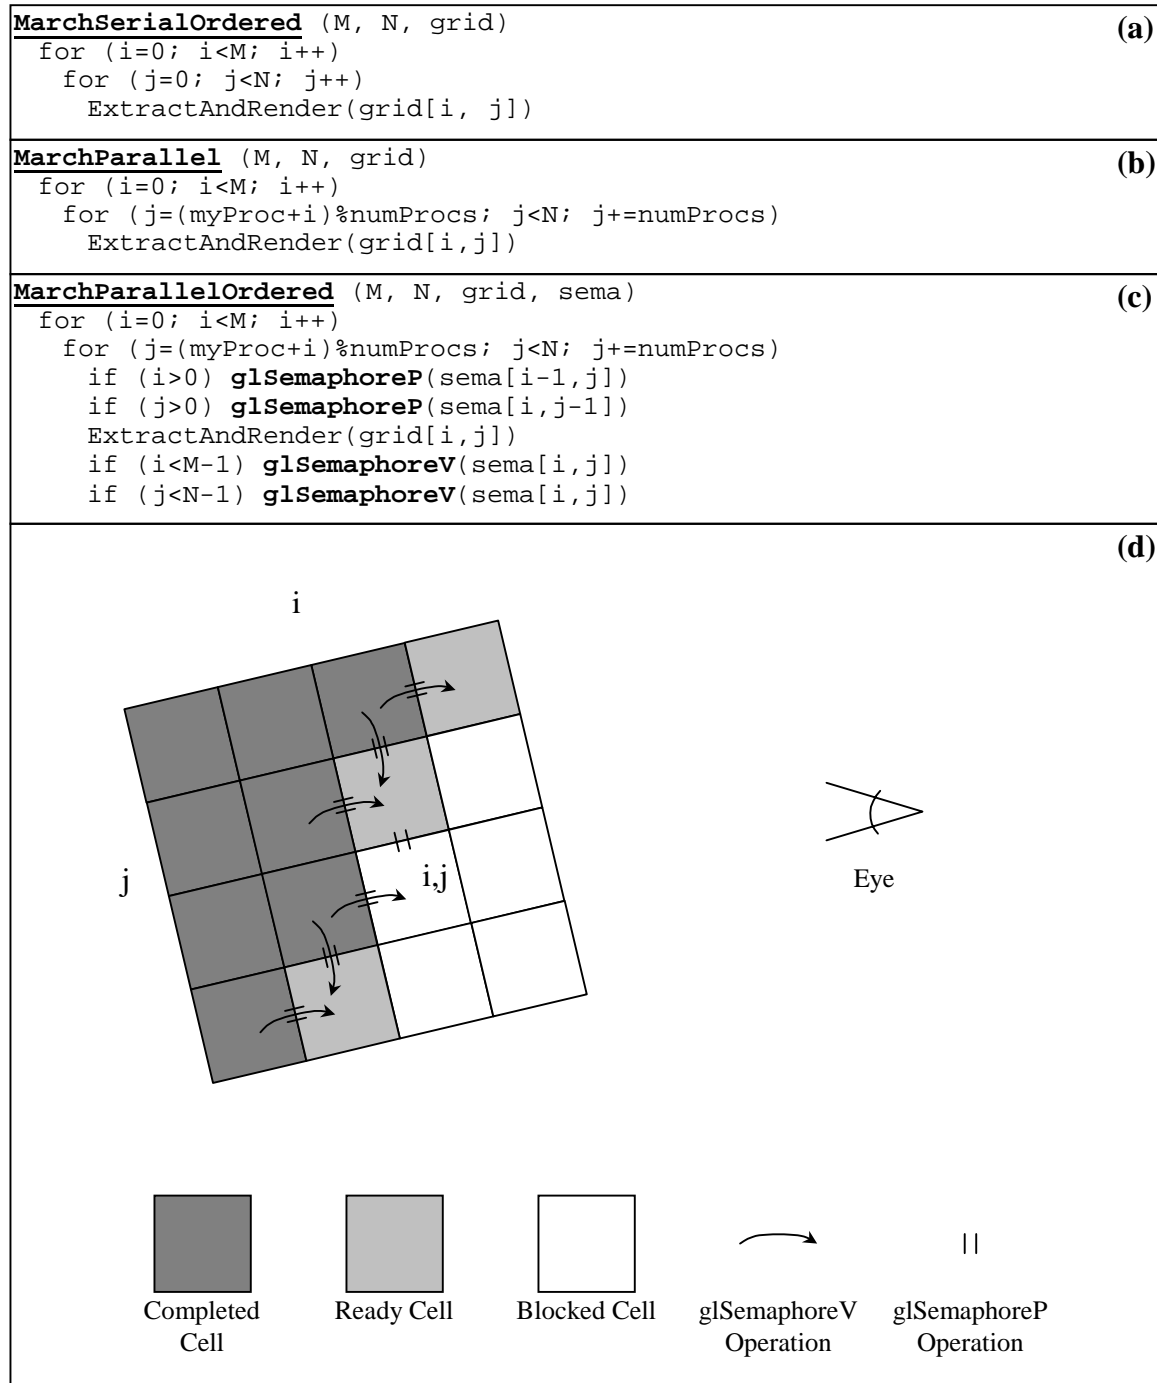 MarchSerialOrdered (M, N, grid) (a)
for (i=0; i<M; i++)
for (j=0; j<N; j++)
ExtractAndRender(grid[i, j])
MarchParallel (M, N, grid) (b)
for (i=0; i<M; i++)
for (j=(myProc+i)%numProcs; j<N; j+=numProcs)
ExtractAndRender(grid[i,j])
MarchParallelOrdered (M, N, grid, sema) (c)
for (i=0; i<M; i++)
for (j=(myProc+i)%numProcs; j<N; j+=numProcs)
if (i>0) glSemaphoreP(sema[i-1,j])
if (j>0) glSemaphoreP(sema[i,j-1])
ExtractAndRender(grid[i,j])
if (i<M-1) glSemaphoreV(sema[i,j])
if (j<N-1) glSemaphoreV(sema[i,j])
(d)
i
j
i,j
Eye
Completed Cell
Ready Cell
Blocked Cell
glSemaphoreV
Operation
glSemaphoreP
Operation